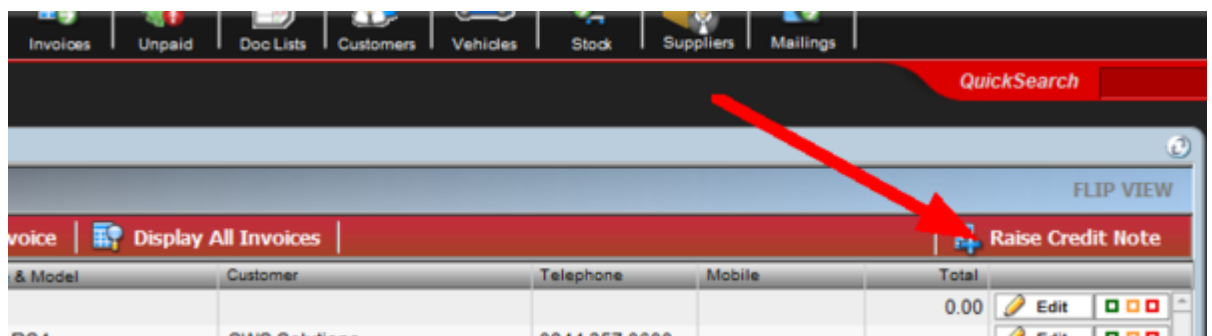 Invoices Unpaid Doc Lists Customers Vehicles Stock Suppliers Mailings
QuickSearch
FLIP VIEW
voice Display All Invoices Raise Credit Note
& Model Customer Telephone Mobile Total
0.00 Edit